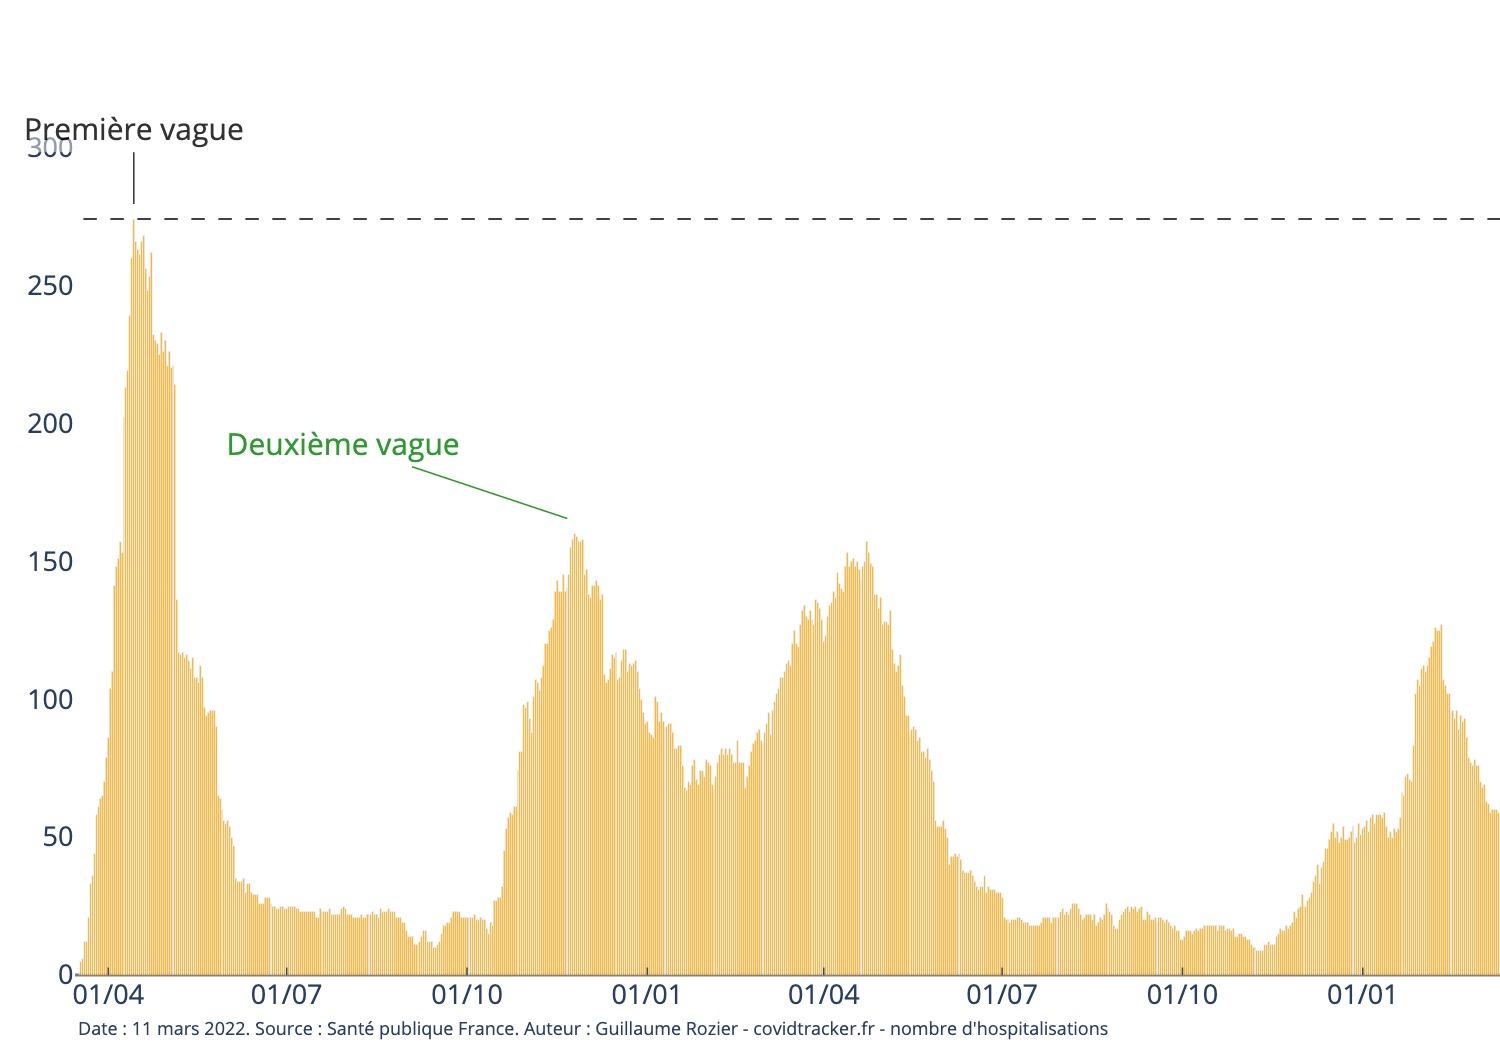 Première vague
300
250
200
Deuxième vague
150
100
50
0
01/04 01/07 01/10 01/01 01/04 01/07 01/10 01/01
Date : 11 mars 2022. Source : Santé publique France. Auteur : Guillaume Rozier - covidtracker.fr - nombre d'hospitalisations